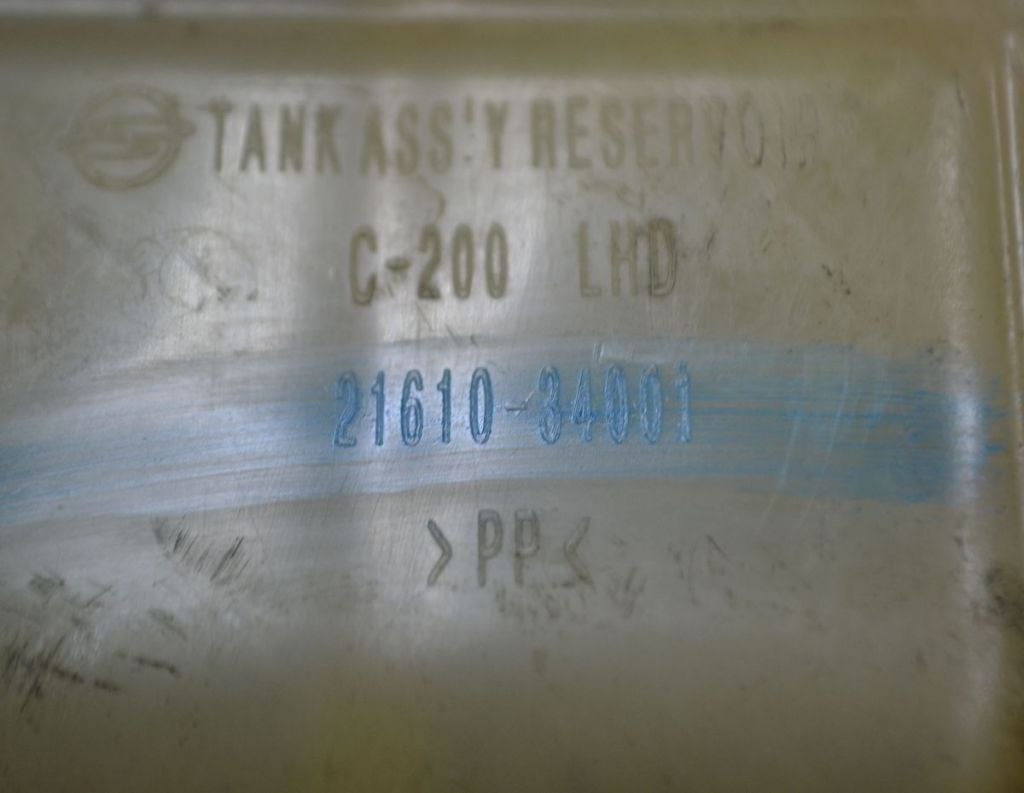 TANK ASS'Y RESERVOIR
C-200 LHD
21610-34001
>PP<